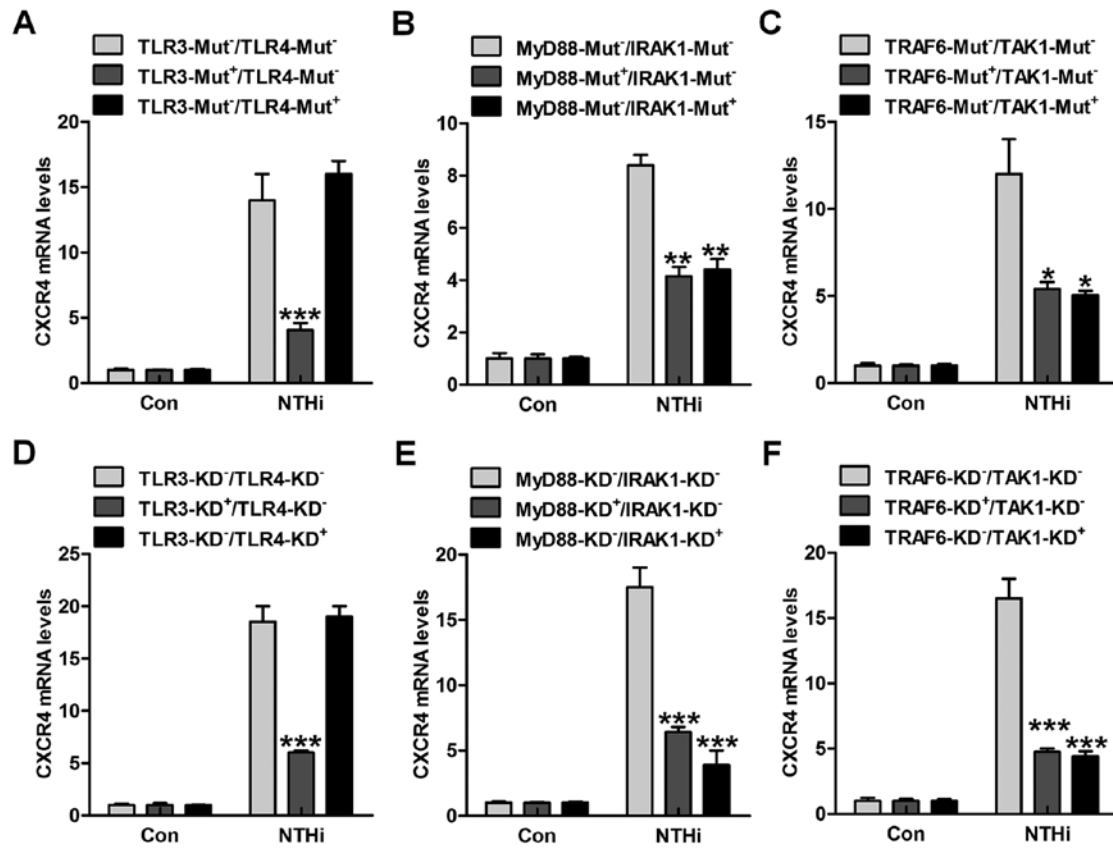 A
TLR3-Mut⁻/TLR4-Mut⁻
TLR3-Mut⁺/TLR4-Mut⁻
TLR3-Mut⁻/TLR4-Mut⁺
CXCR4 mRNA levels
20
15
10
5
0
***
Con
NTHi
B
MyD88-Mut⁻/IRAK1-Mut⁻
MyD88-Mut⁺/IRAK1-Mut⁻
MyD88-Mut⁻/IRAK1-Mut⁺
CXCR4 mRNA levels
10
8
6
4
2
0
** **
Con
NTHi
C
TRAF6-Mut⁻/TAK1-Mut⁻
TRAF6-Mut⁺/TAK1-Mut⁻
TRAF6-Mut⁻/TAK1-Mut⁺
CXCR4 mRNA levels
15
10
5
0
* *
Con
NTHi
D
TLR3-KD⁻/TLR4-KD⁻
TLR3-KD⁺/TLR4-KD⁻
TLR3-KD⁻/TLR4-KD⁺
CXCR4 mRNA levels
25
20
15
10
5
0
***
Con
NTHi
E
MyD88-KD⁻/IRAK1-KD⁻
MyD88-KD⁺/IRAK1-KD⁻
MyD88-KD⁻/IRAK1-KD⁺
CXCR4 mRNA levels
20
15
10
5
0
***
***
Con
NTHi
F
TRAF6-KD⁻/TAK1-KD⁻
TRAF6-KD⁺/TAK1-KD⁻
TRAF6-KD⁻/TAK1-KD⁺
CXCR4 mRNA levels
20
15
10
5
0
***
***
Con
NTHi